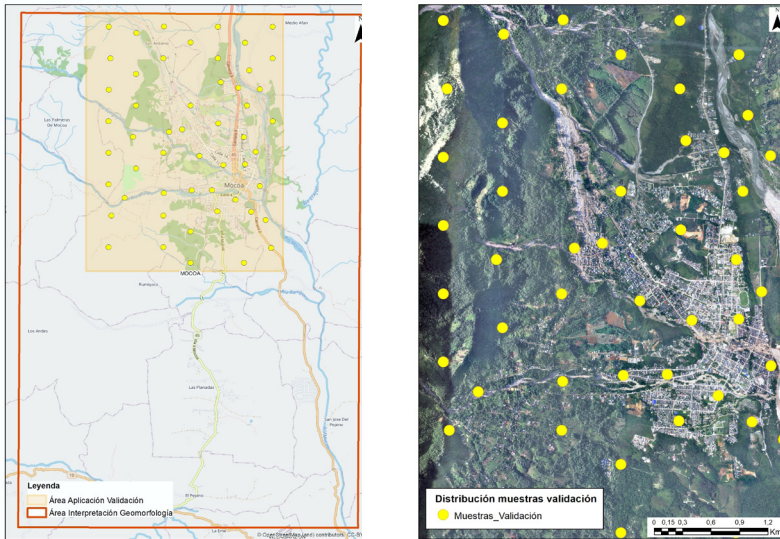 N
Medio Afan
Las Palmeras De Mocoa
Mocoa
MOCOA
Rumiyaco
Los Andes
Las Planadas
San Jose Del Pepino
El Pepino
Leyenda
Área Aplicación Validación
Área Interpretación Geomorfología
© OpenStreetMap (and) contributors, CC-BY
N
Distribución muestras validación
Muestras_Validación
0 0,15 0,3 0,6 0,9 1,2
Km